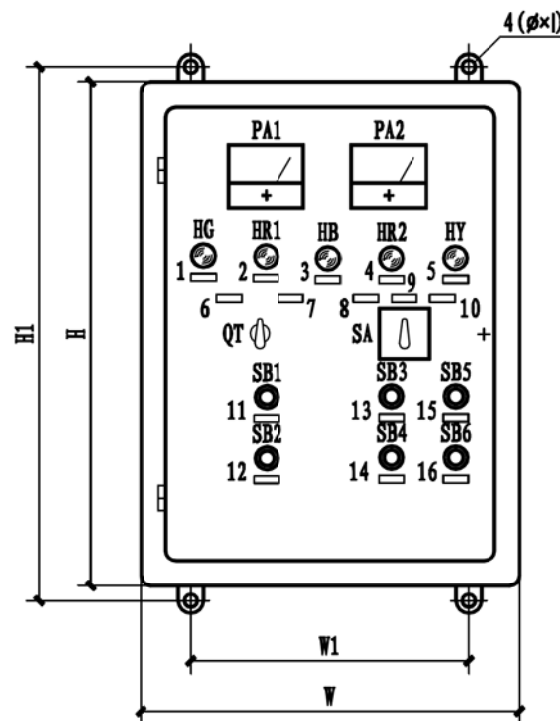 4(φ×l)
PA1 PA2
HG HR1 HB HR2 HY
1 2 3 4 5
9
6 7 8 10
QT SA
SB1 SB3 SB5
11 13 15
SB2 SB4 SB6
12 14 16
H1
H
W1
W